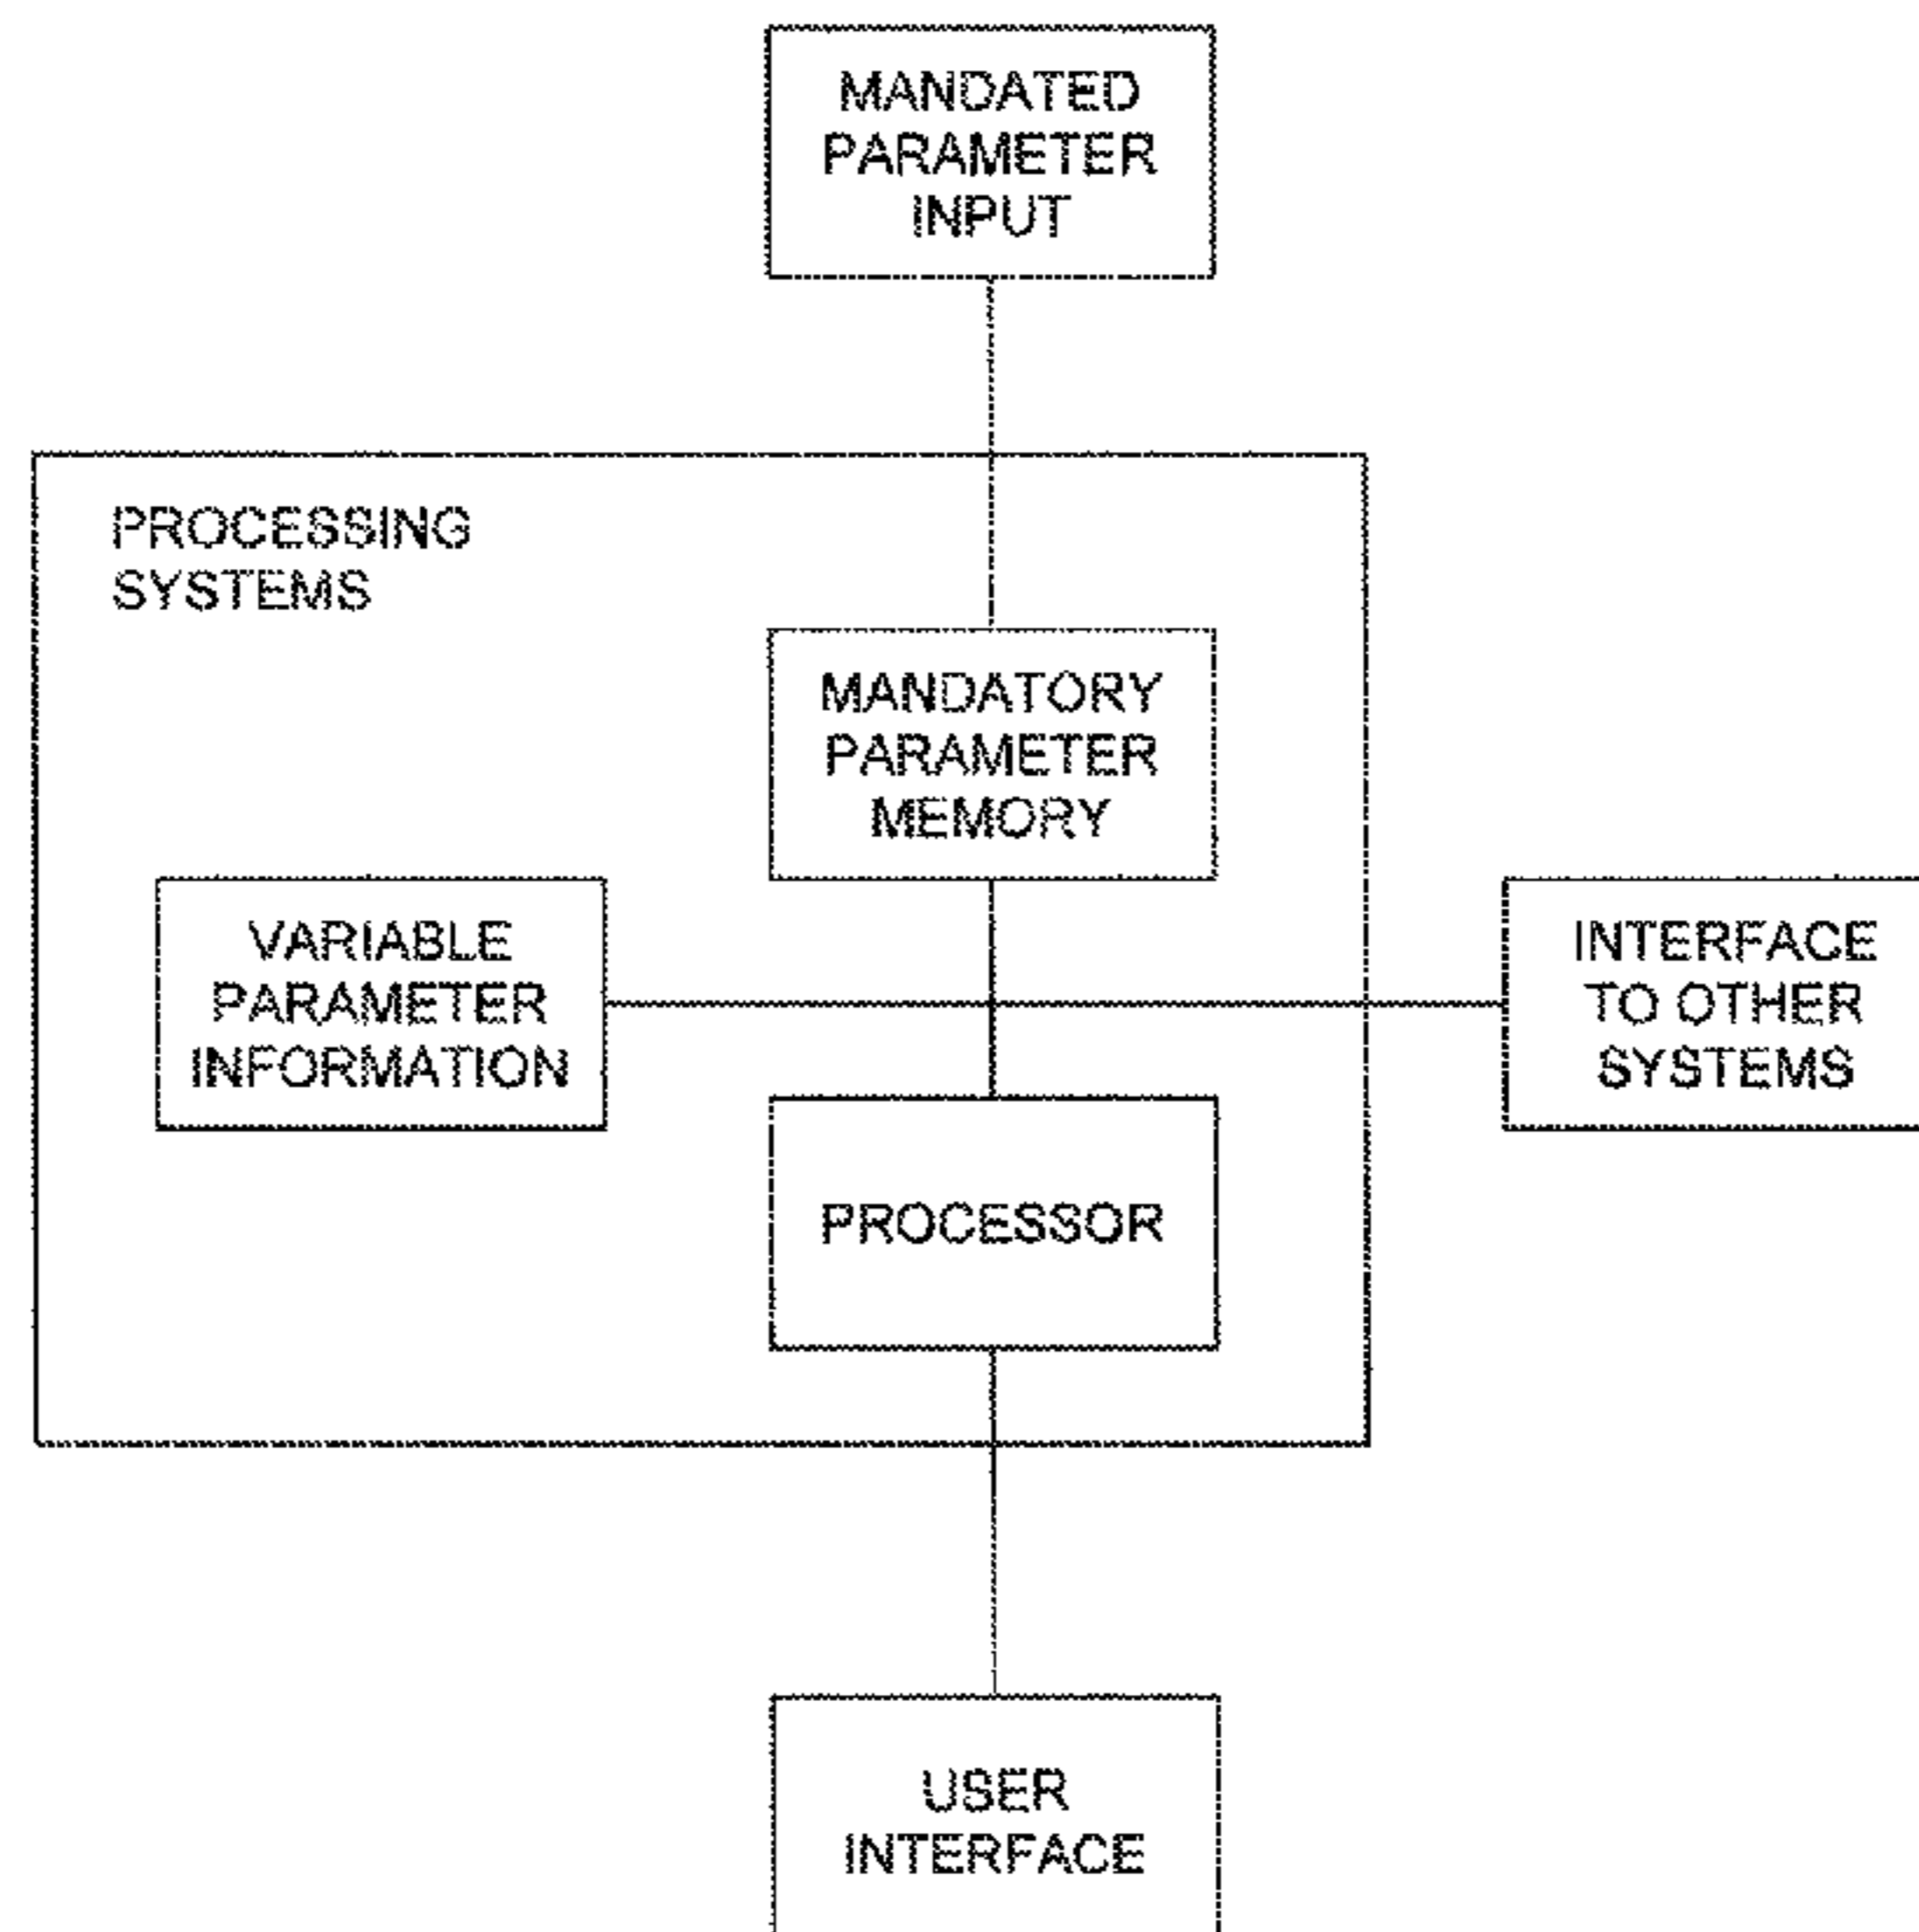 MANDATED
PARAMETER
INPUT
PROCESSING
SYSTEMS
MANDATORY
PARAMETER
MEMORY
VARIABLE
PARAMETER
INFORMATION
INTERFACE
TO OTHER
SYSTEMS
PROCESSOR
USER
INTERFACE